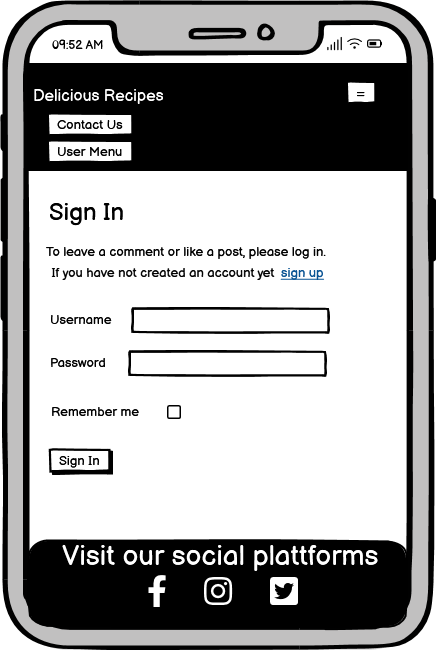 09:52 AM
Delicious Recipes
=
Contact Us
User Menu
Sign In
To leave a comment or like a post, please log in.
If you have not created an account yet sign up
Username
Password
Remember me
Sign In
Visit our social plattforms